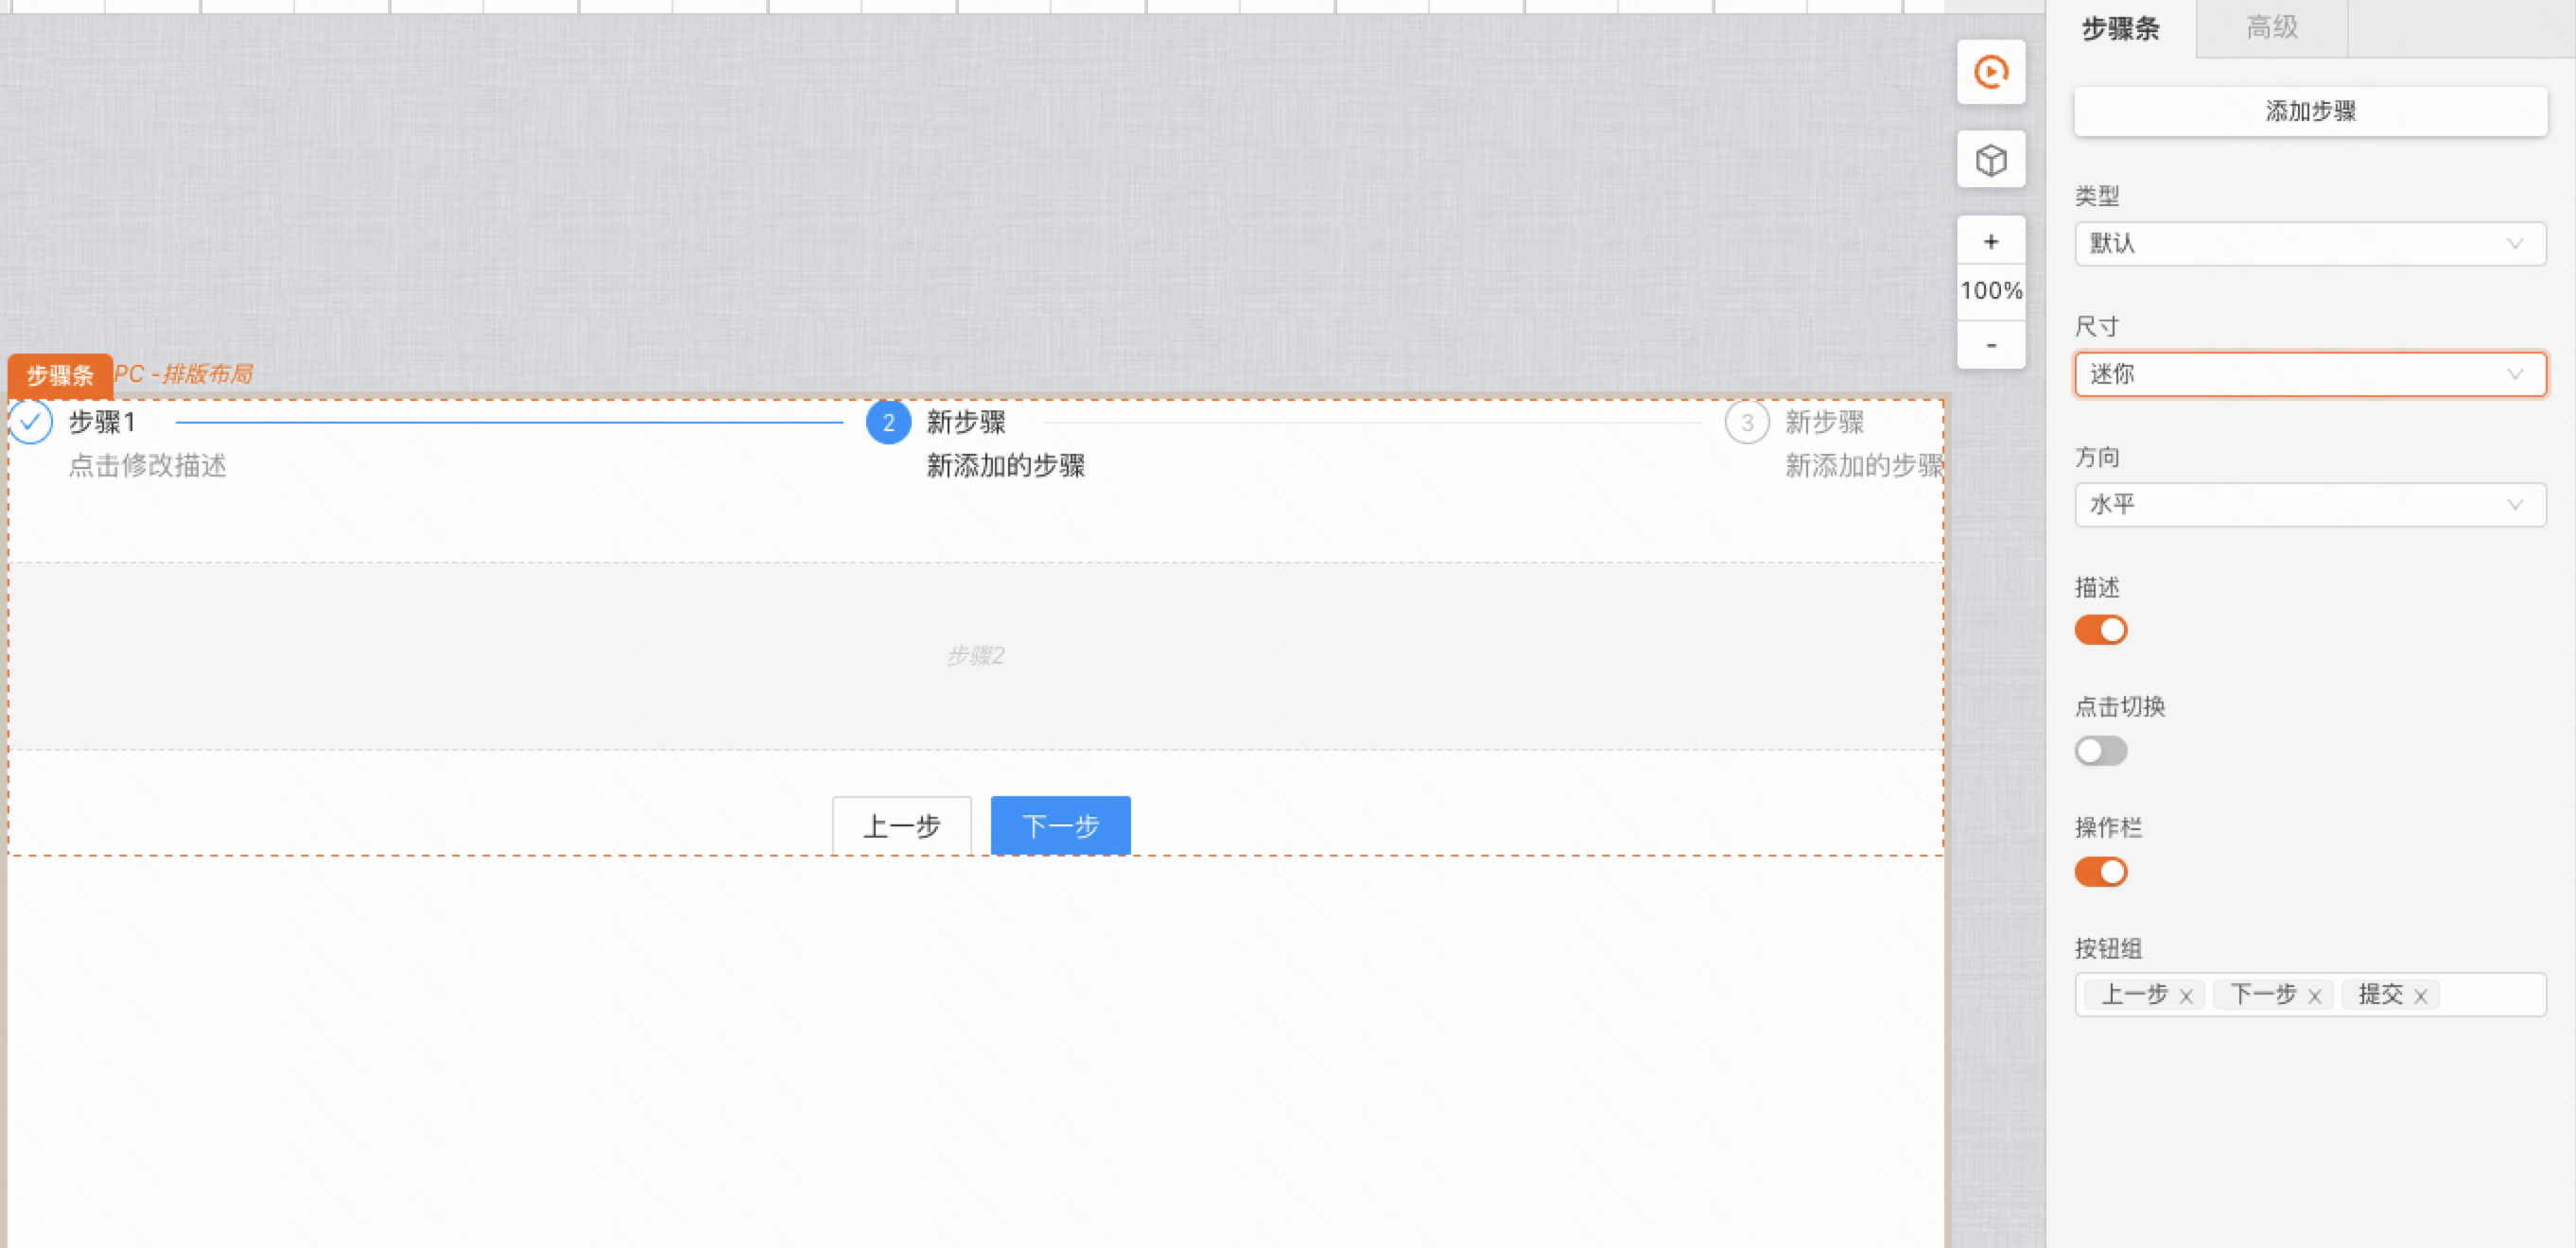 步骤条
高级
添加步骤
类型
默认
+
100%
-
尺寸
迷你
步骤条
PC -排版布局
步骤1
点击修改描述
2
新步骤
新添加的步骤
3
新步骤
新添加的步骤
步骤2
上一步
下一步
方向
水平
描述
点击切换
操作栏
按钮组
上一步 x 下一步 x 提交 x